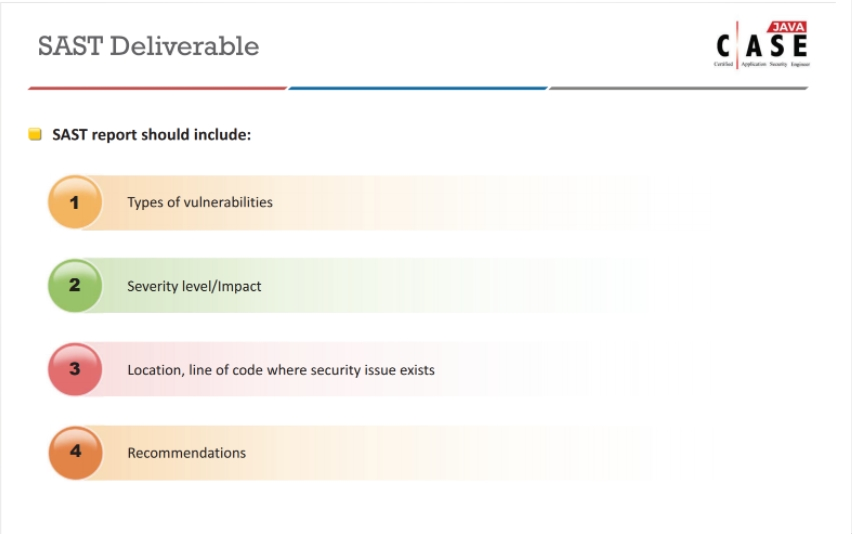 SAST Deliverable
JAVA
CASE
Certified Application Security Engineer
SAST report should include:
1 Types of vulnerabilities
2 Severity level/Impact
3 Location, line of code where security issue exists
4 Recommendations